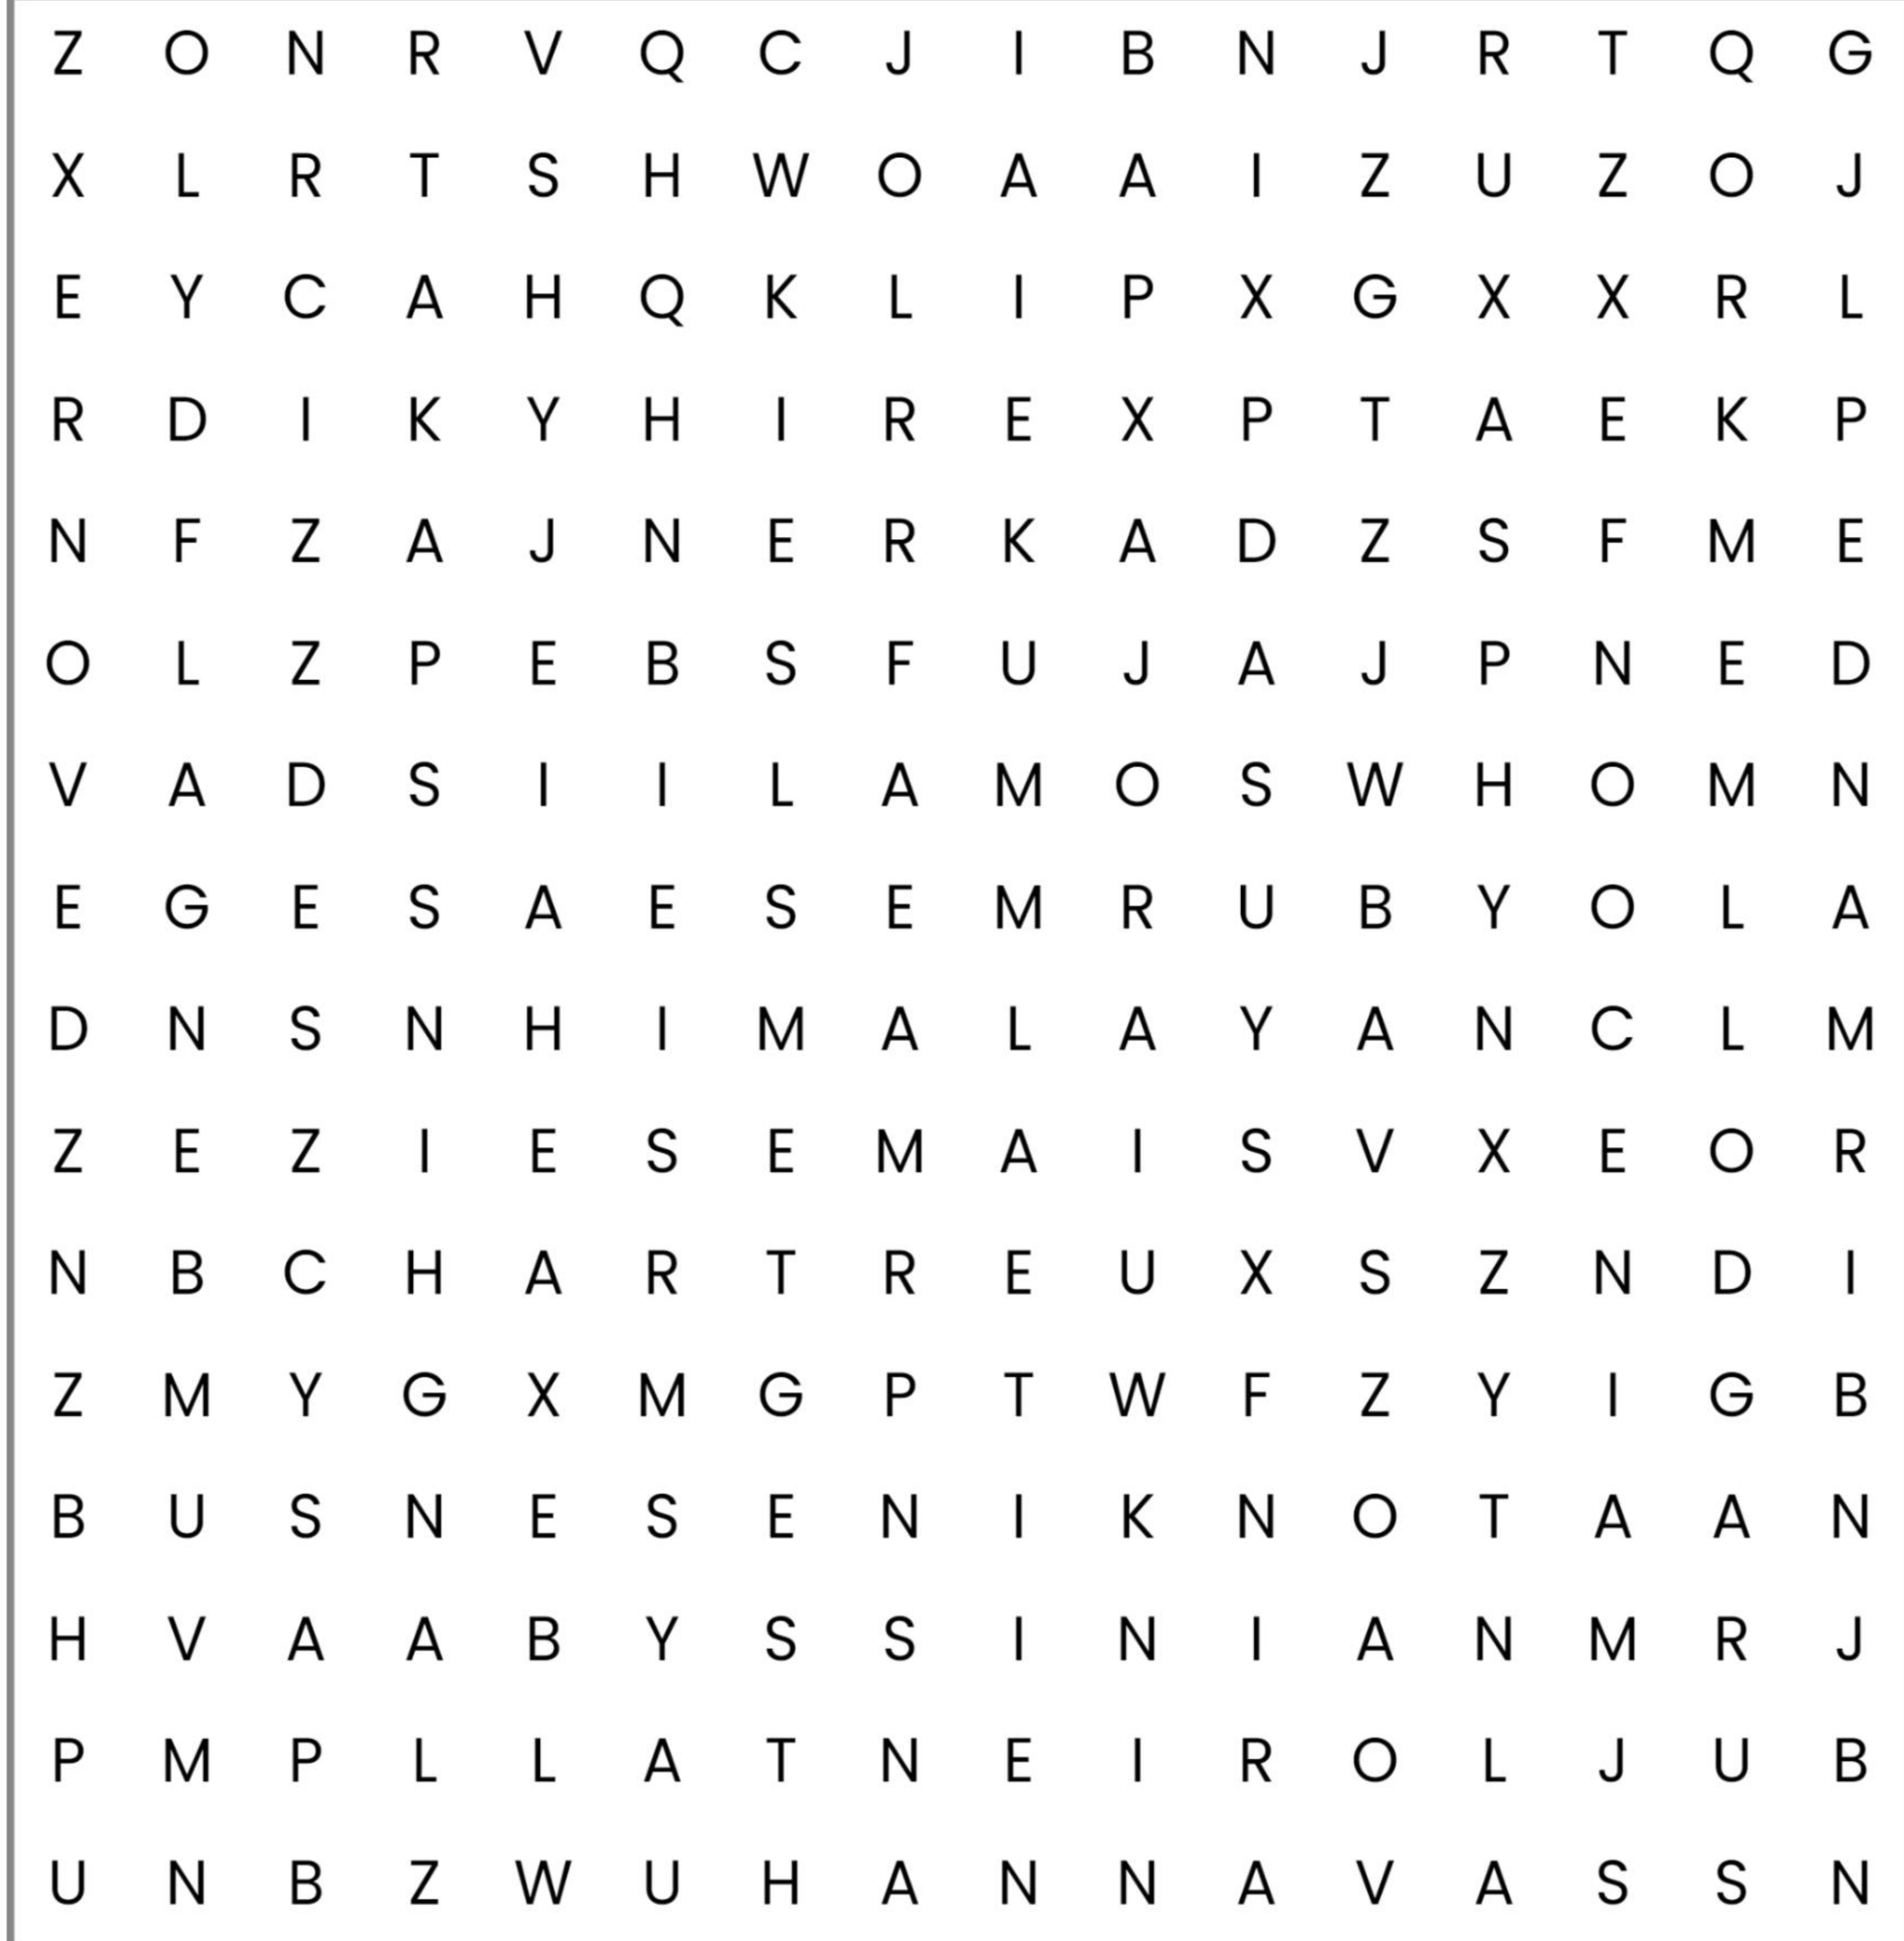 Z O N R V Q C J I B N J R T Q G
X L R T S H W O A A I Z U Z O J
E Y C A H Q K L I P X G X X R L
R D I K Y H I R E X P T A E K P
N F Z A J N E R K A D Z S F M E
O L Z P E B S F U J A J P N E D
V A D S I I L A M O S W H O M N
E G E S A E S E M R U B Y O L A
D N S N H I M A L A Y A N C L M
Z E Z I E S E M A I S V X E O R
N B C H A R T R E U X S Z N D I
Z M Y G X M G P T W F Z Y I G B
B U S N E S E N I K N O T A A N
H V A A B Y S S I N I A N M R J
P M P L L A T N E I R O L J U B
U N B Z W U H A N N A V A S S N